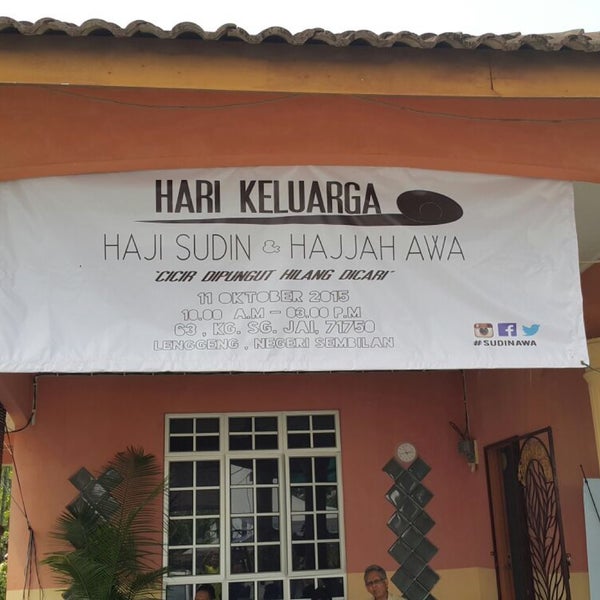 HARI KELUARGA
HAJI SUDIN & HAJJAH AWA
"CICIR DIPUNGUT HILANG DICARI"
11 OKTOBER 2015
10.00 A.M - 03.00 P.M
63, KG. SG. JAI, 71750
LENGGENG, NEGERI SEMBILAN
#SUDINAWA